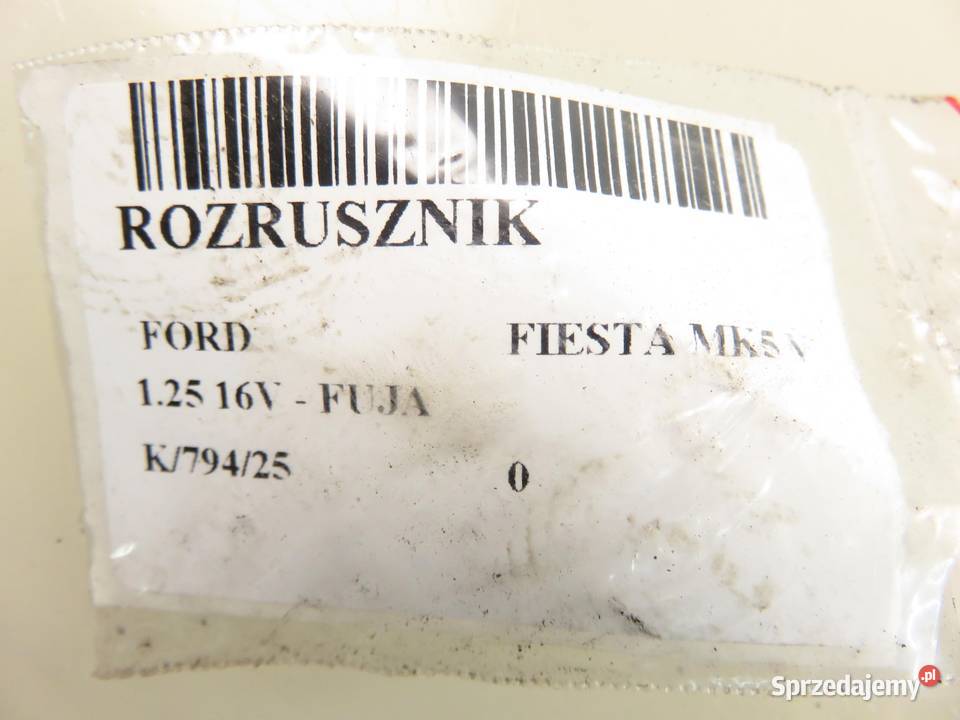 ROZRUSZNIK
FORD FIESTA MK5 V
1.25 16V - FUJA
K/794/25 0
Sprzedajemy.pl